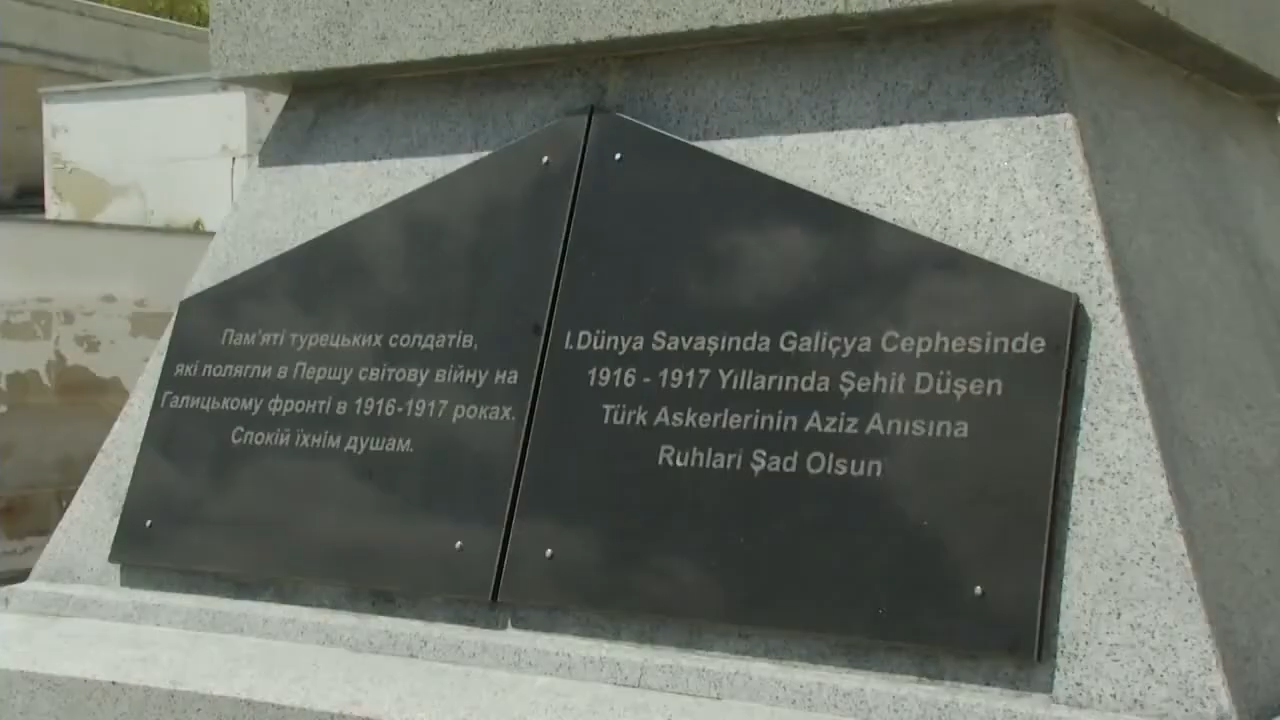 Пам'яті турецьких солдатів,
які полягли в Першу світову війну на
Галицькому фронті в 1916-1917 роках.
Спокій їхнім душам.
I.Dünya Savaşında Galiçya Cephesinde
1916 - 1917 Yıllarında Şehit Düşen
Türk Askerlerinin Aziz Anısına
Ruhlari Şad Olsun